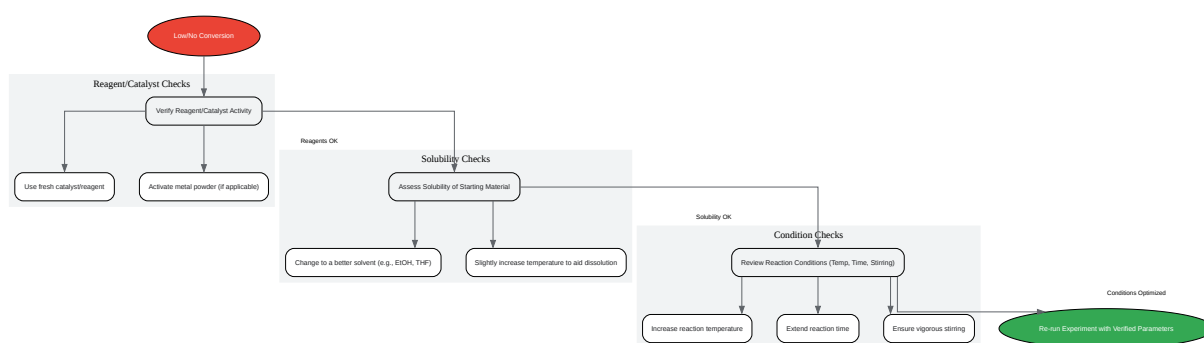 Low/No Conversion
Reagent/Catalyst Checks
Verify Reagent/Catalyst Activity
Reagents OK
Use fresh catalyst/reagent
Activate metal powder (if applicable)
Solubility Checks
Assess Solubility of Starting Material
Solubility OK
Change to a better solvent (e.g., EtOH, THF)
Slightly increase temperature to aid dissolution
Condition Checks
Review Reaction Conditions (Temp, Time, Stirring)
Conditions Optimized
Increase reaction temperature
Extend reaction time
Ensure vigorous stirring
Re-run Experiment with Verified Parameters